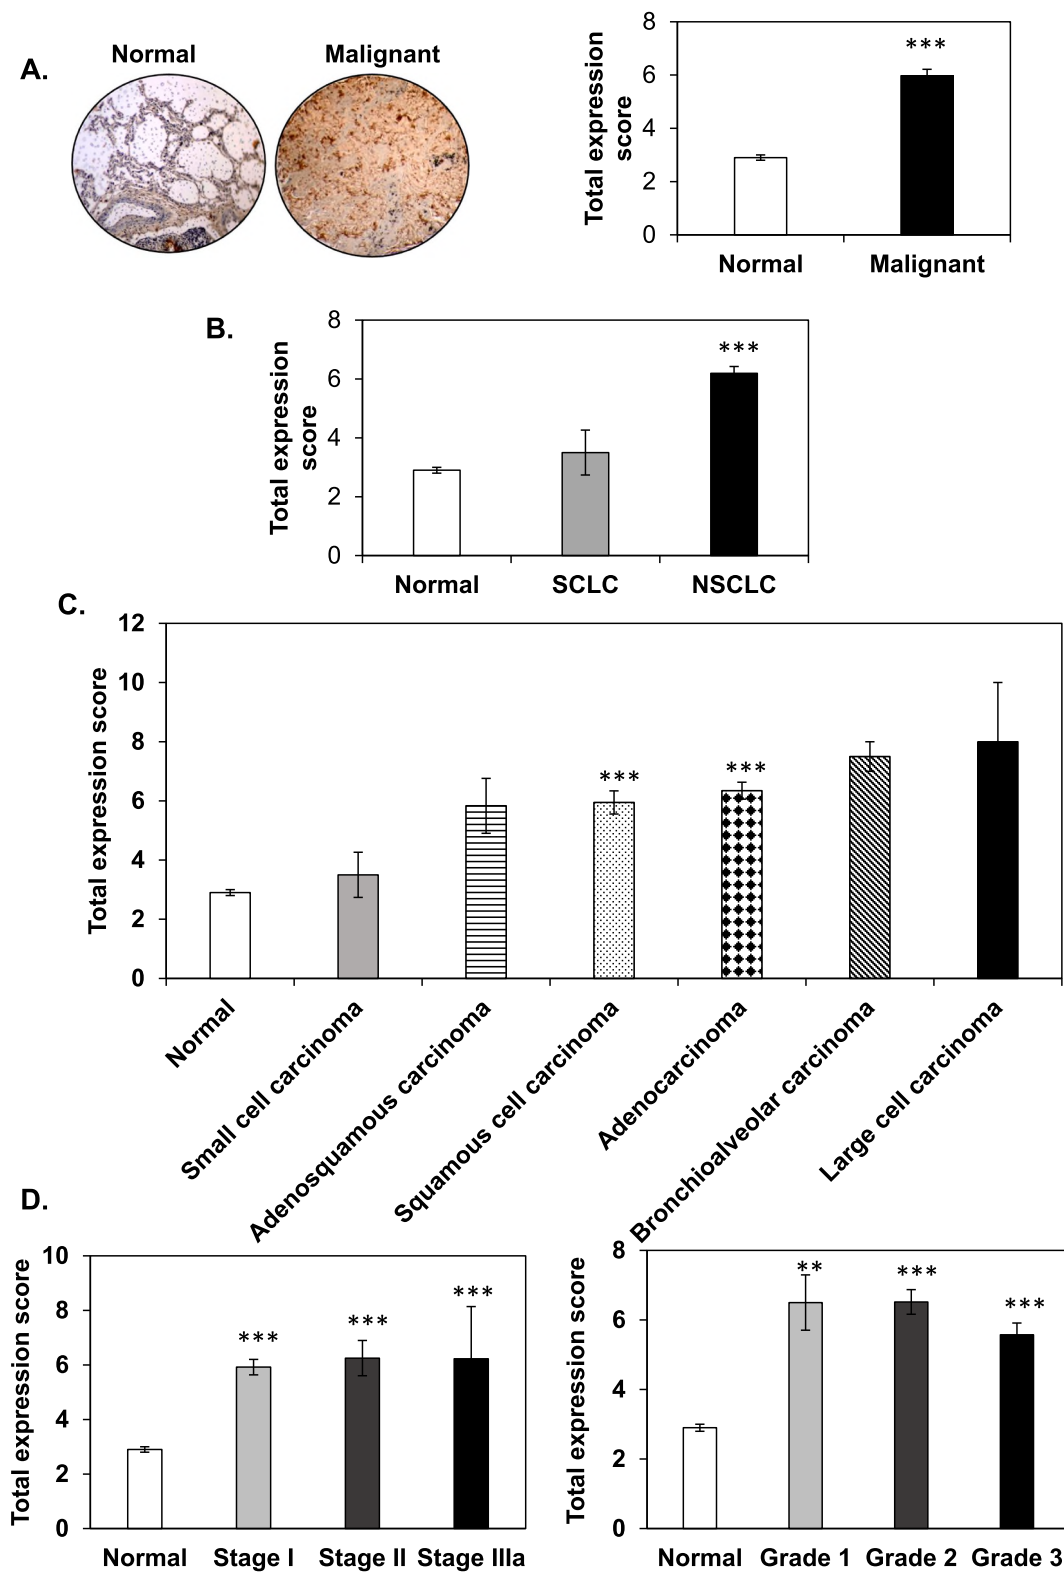 A.
Normal
Malignant
Total expression
score
8
6
4
2
0
***
Normal
Malignant
B.
Total expression
score
8
6
4
2
0
***
Normal
SCLC
NSCLC
C.
Total expression score
12
10
8
6
4
2
0
***
***
Normal
Small cell carcinoma
Adenosquamous carcinoma
Squamous cell carcinoma
Adenocarcinoma
Bronchioalveolar carcinoma
Large cell carcinoma
D.
Total expression score
10
8
6
4
2
0
***
***
***
Normal
Stage I
Stage II
Stage IIIa
Total expression score
8
6
4
2
0
**
***
***
Normal
Grade 1
Grade 2
Grade 3